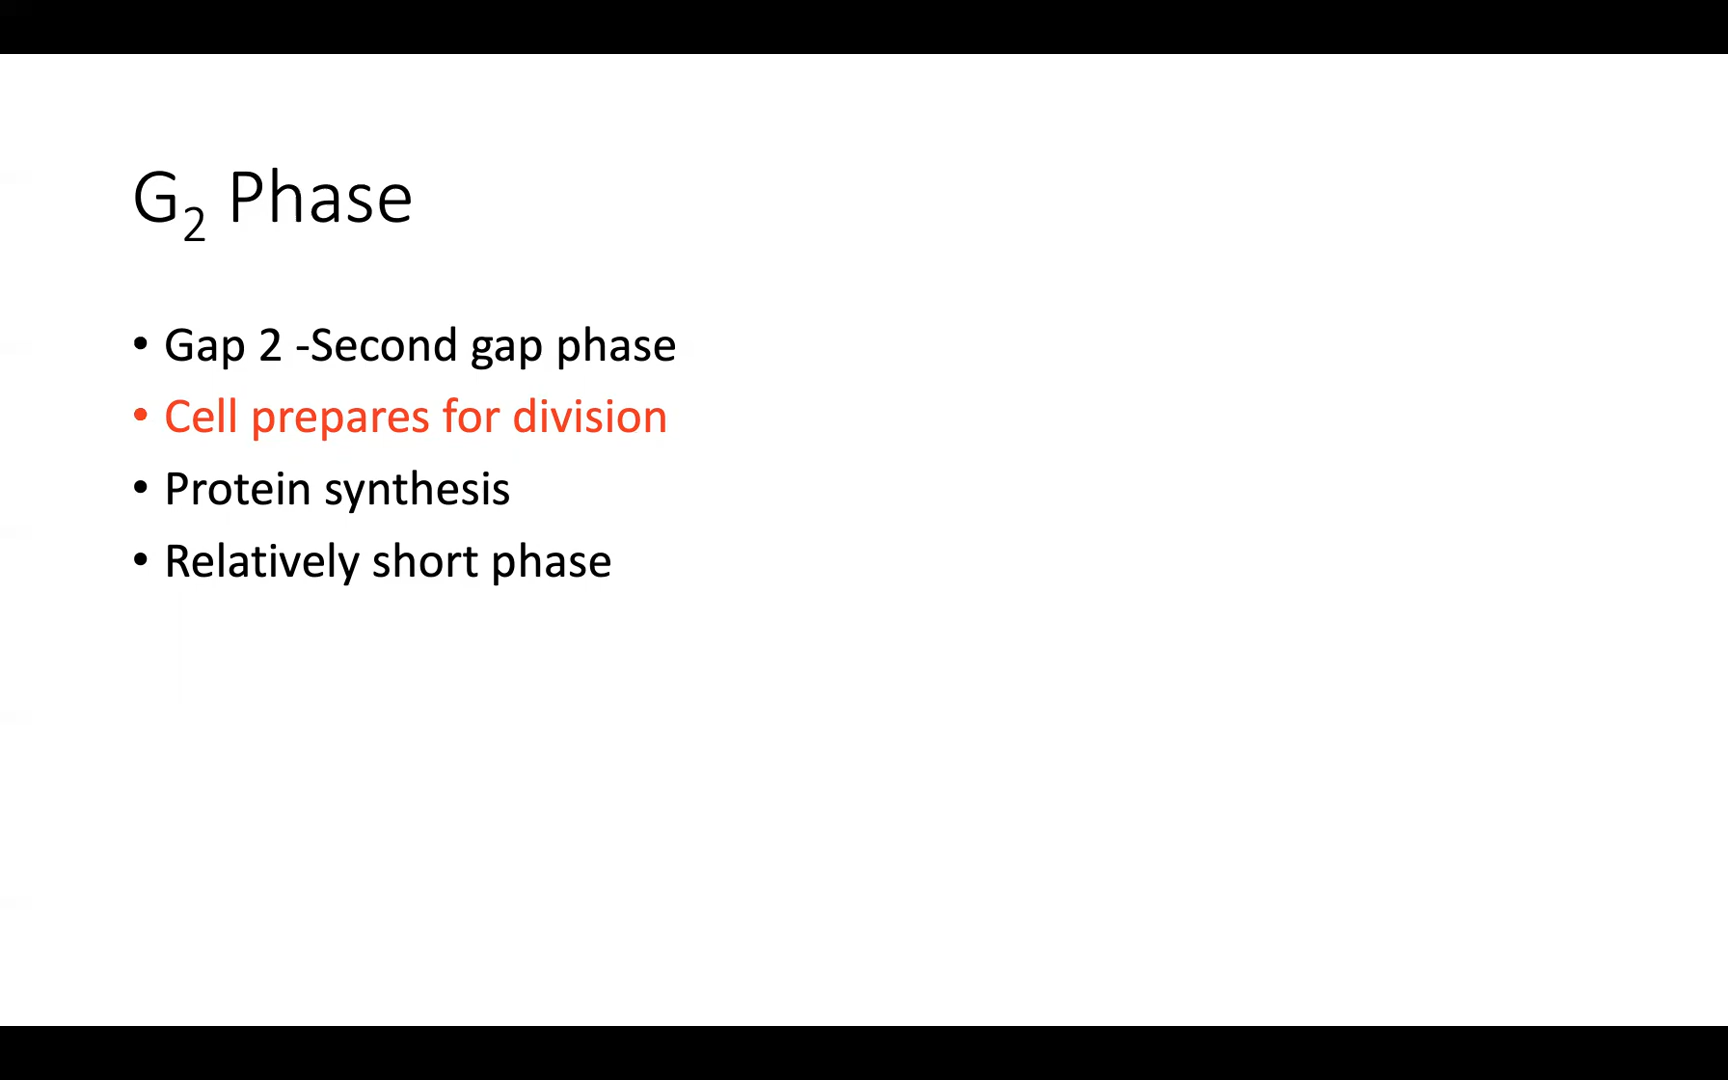 G₂ Phase
• Gap 2 -Second gap phase
• Cell prepares for division
• Protein synthesis
• Relatively short phase